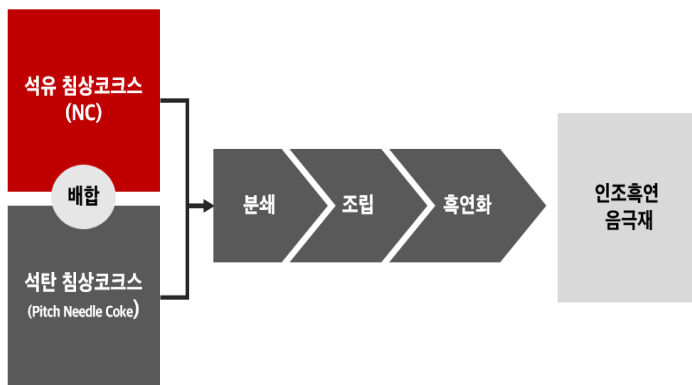 석유 침상코크스
(NC)
배합
석탄 침상코크스
(Pitch Needle Coke)
분쇄
조립
흑연화
인조흑연
음극재